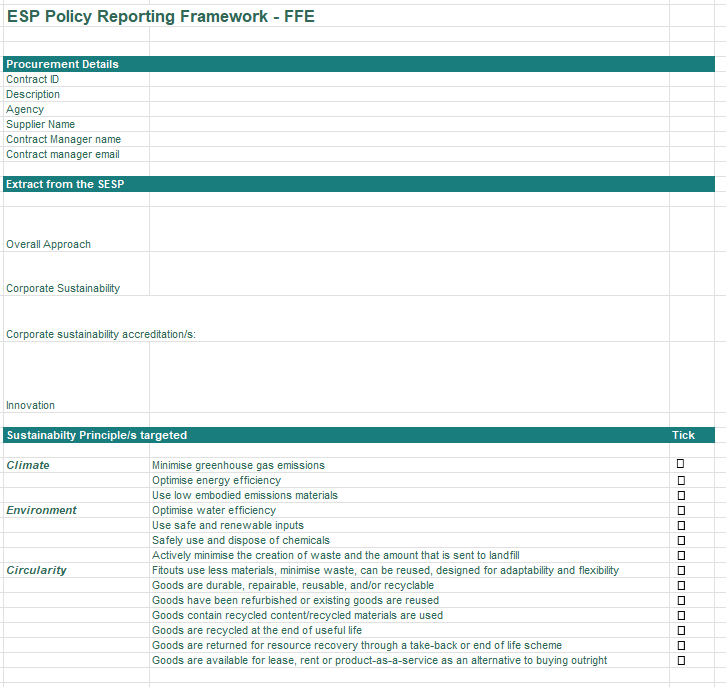 ESP Policy Reporting Framework - FFE
Procurement Details
Contract ID
Description
Agency
Supplier Name
Contract Manager name
Contract manager email
Extract from the SESP
Overall Approach
Corporate Sustainability
Corporate sustainability accreditation/s:
Innovation
Sustainabilty Principle/s targeted Tick
Climate Minimise greenhouse gas emissions
Optimise energy efficiency
Use low embodied emissions materials
Environment Optimise water efficiency
Use safe and renewable inputs
Safely use and dispose of chemicals
Actively minimise the creation of waste and the amount that is sent to landfill
Circularity Fitouts use less materials, minimise waste, can be reused, designed for adaptability and flexibility
Goods are durable, repairable, reusable, and/or recyclable
Goods have been refurbished or existing goods are reused
Goods contain recycled content/recycled materials are used
Goods are recycled at the end of useful life
Goods are returned for resource recovery through a take-back or end of life scheme
Goods are available for lease, rent or product-as-a-service as an alternative to buying outright